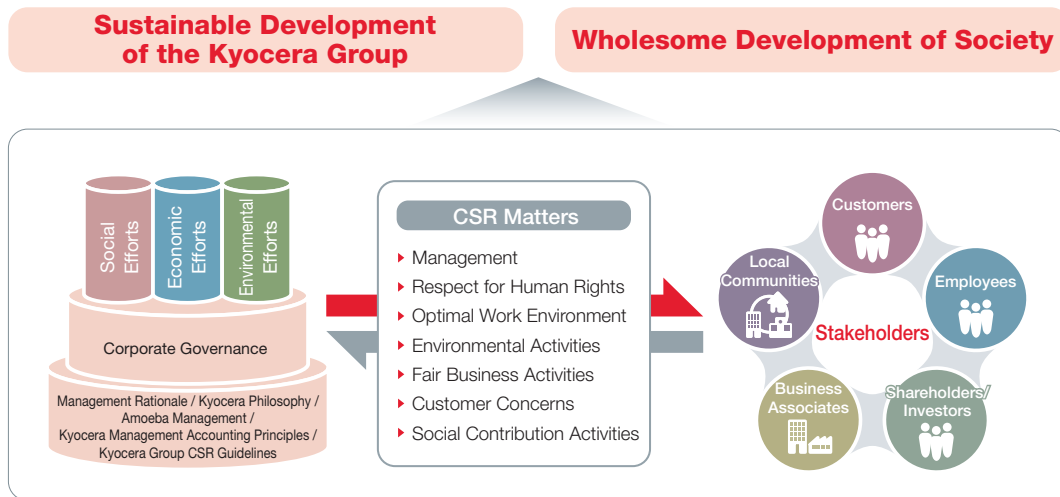 Sustainable Development
of the Kyocera Group
Wholesome Development of Society
Social
Efforts
Economic
Efforts
Environmental
Efforts
Corporate Governance
Management Rationale / Kyocera Philosophy /
Amoeba Management /
Kyocera Management Accounting Principles /
Kyocera Group CSR Guidelines
CSR Matters
Management
Respect for Human Rights
Optimal Work Environment
Environmental Activities
Fair Business Activities
Customer Concerns
Social Contribution Activities
Customers
Local
Communities
Employees
Stakeholders
Business
Associates
Shareholders/
Investors